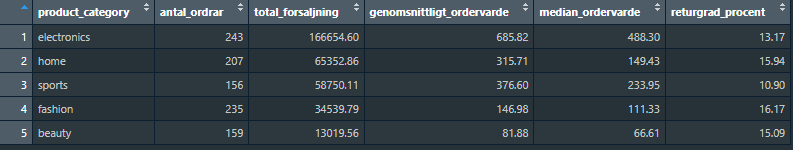 product_category antal_ordrar total_forsaljning genomsnittligt_ordervarde median_ordervarde returgrad_procent
1 electronics 243 166654.60 685.82 488.30 13.17
2 home 207 65352.86 315.71 149.43 15.94
3 sports 156 58750.11 376.60 233.95 10.90
4 fashion 235 34539.79 146.98 111.33 16.17
5 beauty 159 13019.56 81.88 66.61 15.09